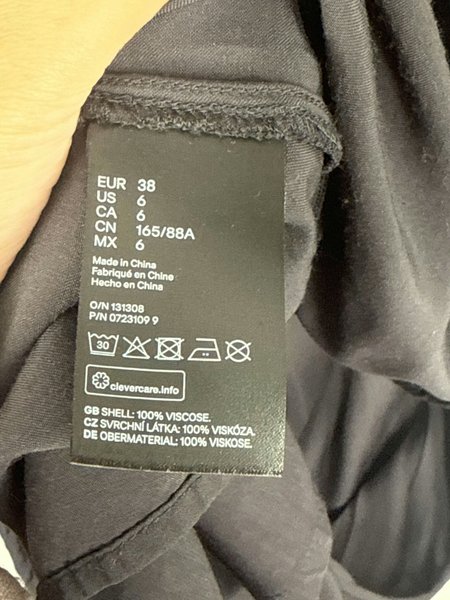 EUR 38
US 6
CA 6
CN 165/88A
MX 6
Made in China
Fabriqué en Chine
Hecho en China
O/N 131308
P/N 0723109 9
30
clevercare.info
GB SHELL: 100% VISCOSE.
CZ SVRCHNÍ LÁTKA: 100% VISKÓZA.
DE OBERMATERIAL: 100% VISKOSE.